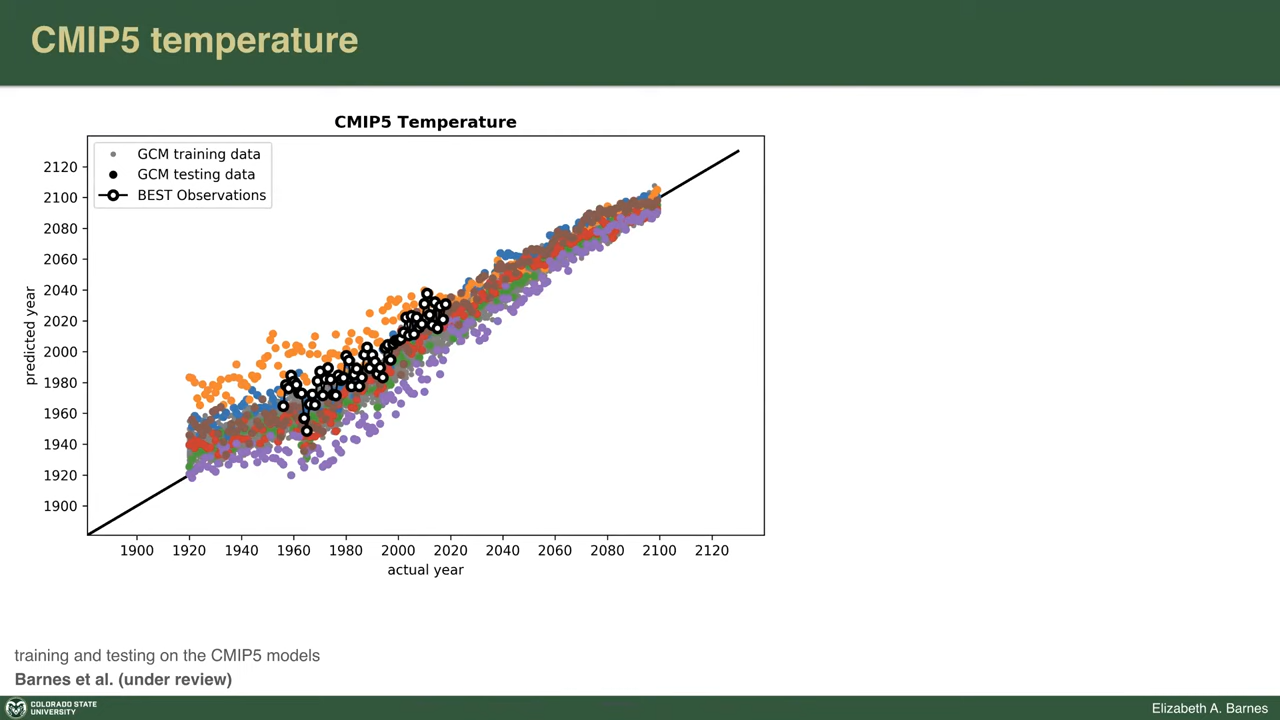 CMIP5 temperature
CMIP5 Temperature
GCM training data
GCM testing data
BEST Observations
2120
2100
2080
2060
2040
2020
2000
1980
1960
1940
1920
1900
predicted year
1900 1920 1940 1960 1980 2000 2020 2040 2060 2080 2100 2120
actual year
training and testing on the CMIP5 models
Barnes et al. (under review)
COLORADO STATE
UNIVERSITY
Elizabeth A. Barnes